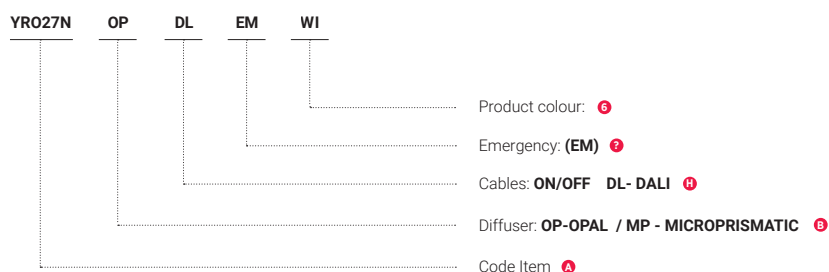 YRO27N OP DL EM WI
Product colour: 6
Emergency: (EM) ?
Cables: ON/OFF DL- DALI H
Diffuser: OP-OPAL / MP - MICROPRISMATIC B
Code Item A